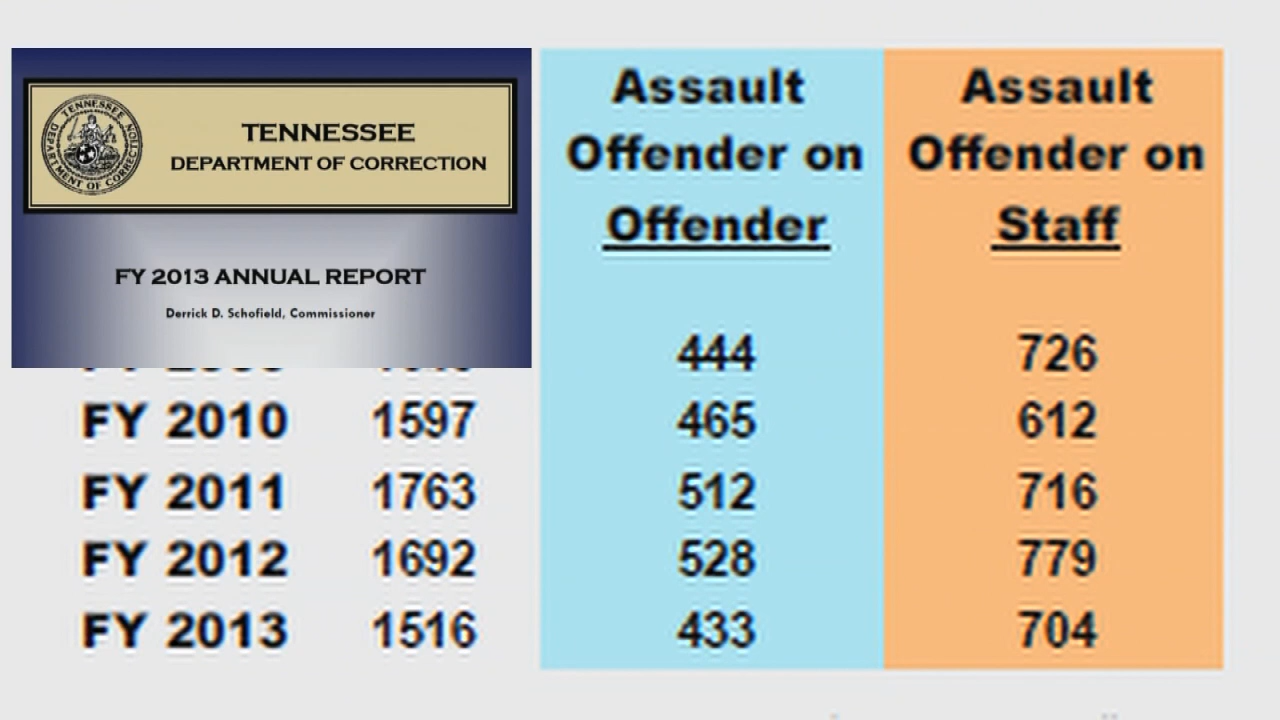 TENNESSEE
DEPARTMENT OF CORRECTION
FY 2013 ANNUAL REPORT
Derrick D. Schofield, Commissioner
Assault Assault
Offender on Offender on
Offender Staff
444 726
FY 2010 1597 465 612
FY 2011 1763 512 716
FY 2012 1692 528 779
FY 2013 1516 433 704